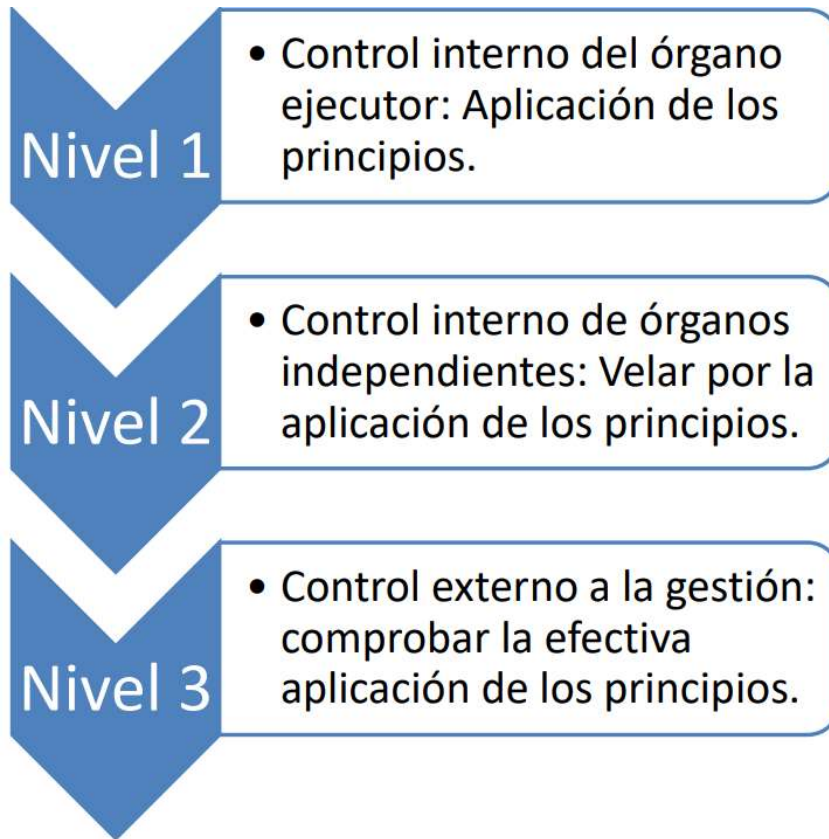 Nivel 1
• Control interno del órgano
ejecutor: Aplicación de los
principios.
Nivel 2
• Control interno de órganos
independientes: Velar por la
aplicación de los principios.
Nivel 3
• Control externo a la gestión:
comprobar la efectiva
aplicación de los principios.